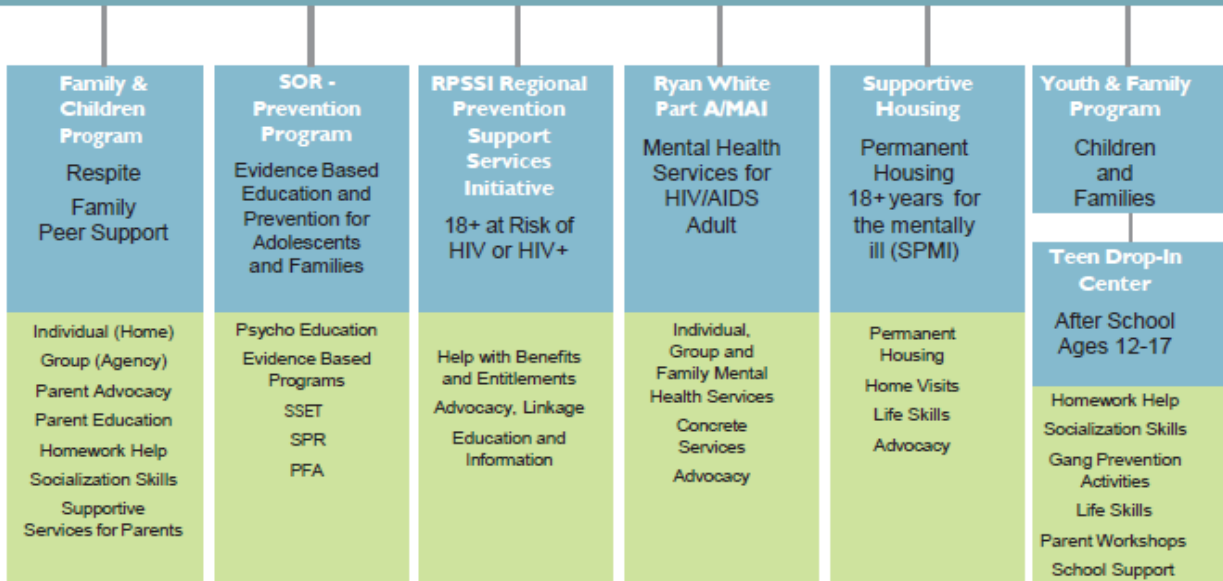 Family &
Children
Program
Respite
Family
Peer Support
Individual (Home)
Group (Agency)
Parent Advocacy
Parent Education
Homework Help
Socialization Skills
Supportive
Services for Parents
SOR -
Prevention
Program
Evidence Based
Education and
Prevention for
Adolescents
and Families
Psycho Education
Evidence Based
Programs
SSET
SPR
PFA
RPSSI Regional
Prevention
Support
Services
Initiative
18+ at Risk of
HIV or HIV+
Help with Benefits
and Entitlements
Advocacy, Linkage
Education and
Information
Ryan White
Part A/MAI
Mental Health
Services for
HIV/AIDS
Adult
Individual,
Group and
Family Mental
Health Services
Concrete
Services
Advocacy
Supportive
Housing
Permanent
Housing
18+ years for
the mentally
ill (SPMI)
Permanent
Housing
Home Visits
Life Skills
Advocacy
Youth & Family
Program
Children
and
Families
Teen Drop-In
Center
After School
Ages 12-17
Homework Help
Socialization Skills
Gang Prevention
Activities
Life Skills
Parent Workshops
School Support